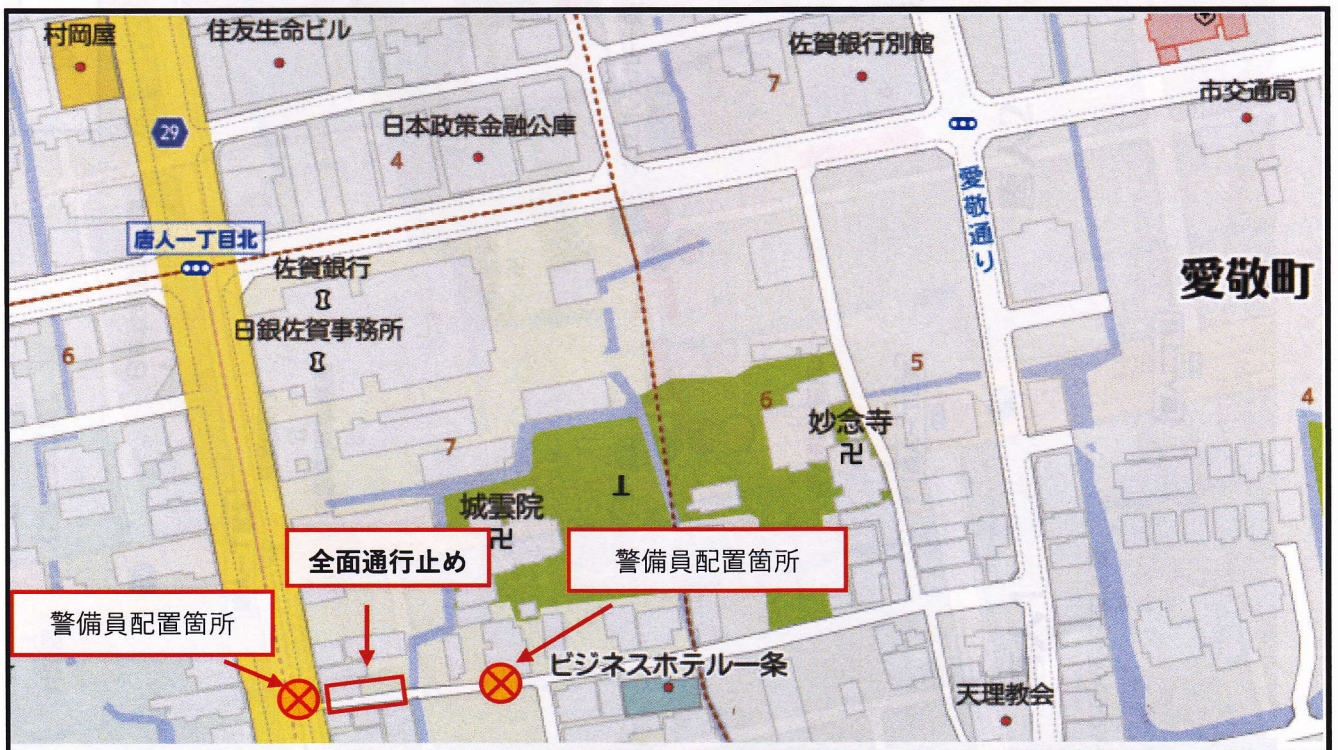 村岡屋
住友生命ビル
佐賀銀行別館
7
市交通局
29
日本政策金融公庫
4
愛敬通り
唐人一丁目北
佐賀銀行
日銀佐賀事務所
愛敬町
6
5
6
4
妙念寺
7
城雲院
全面通行止め
警備員配置箇所
警備員配置箇所
ビジネスホテル一条
天理教会